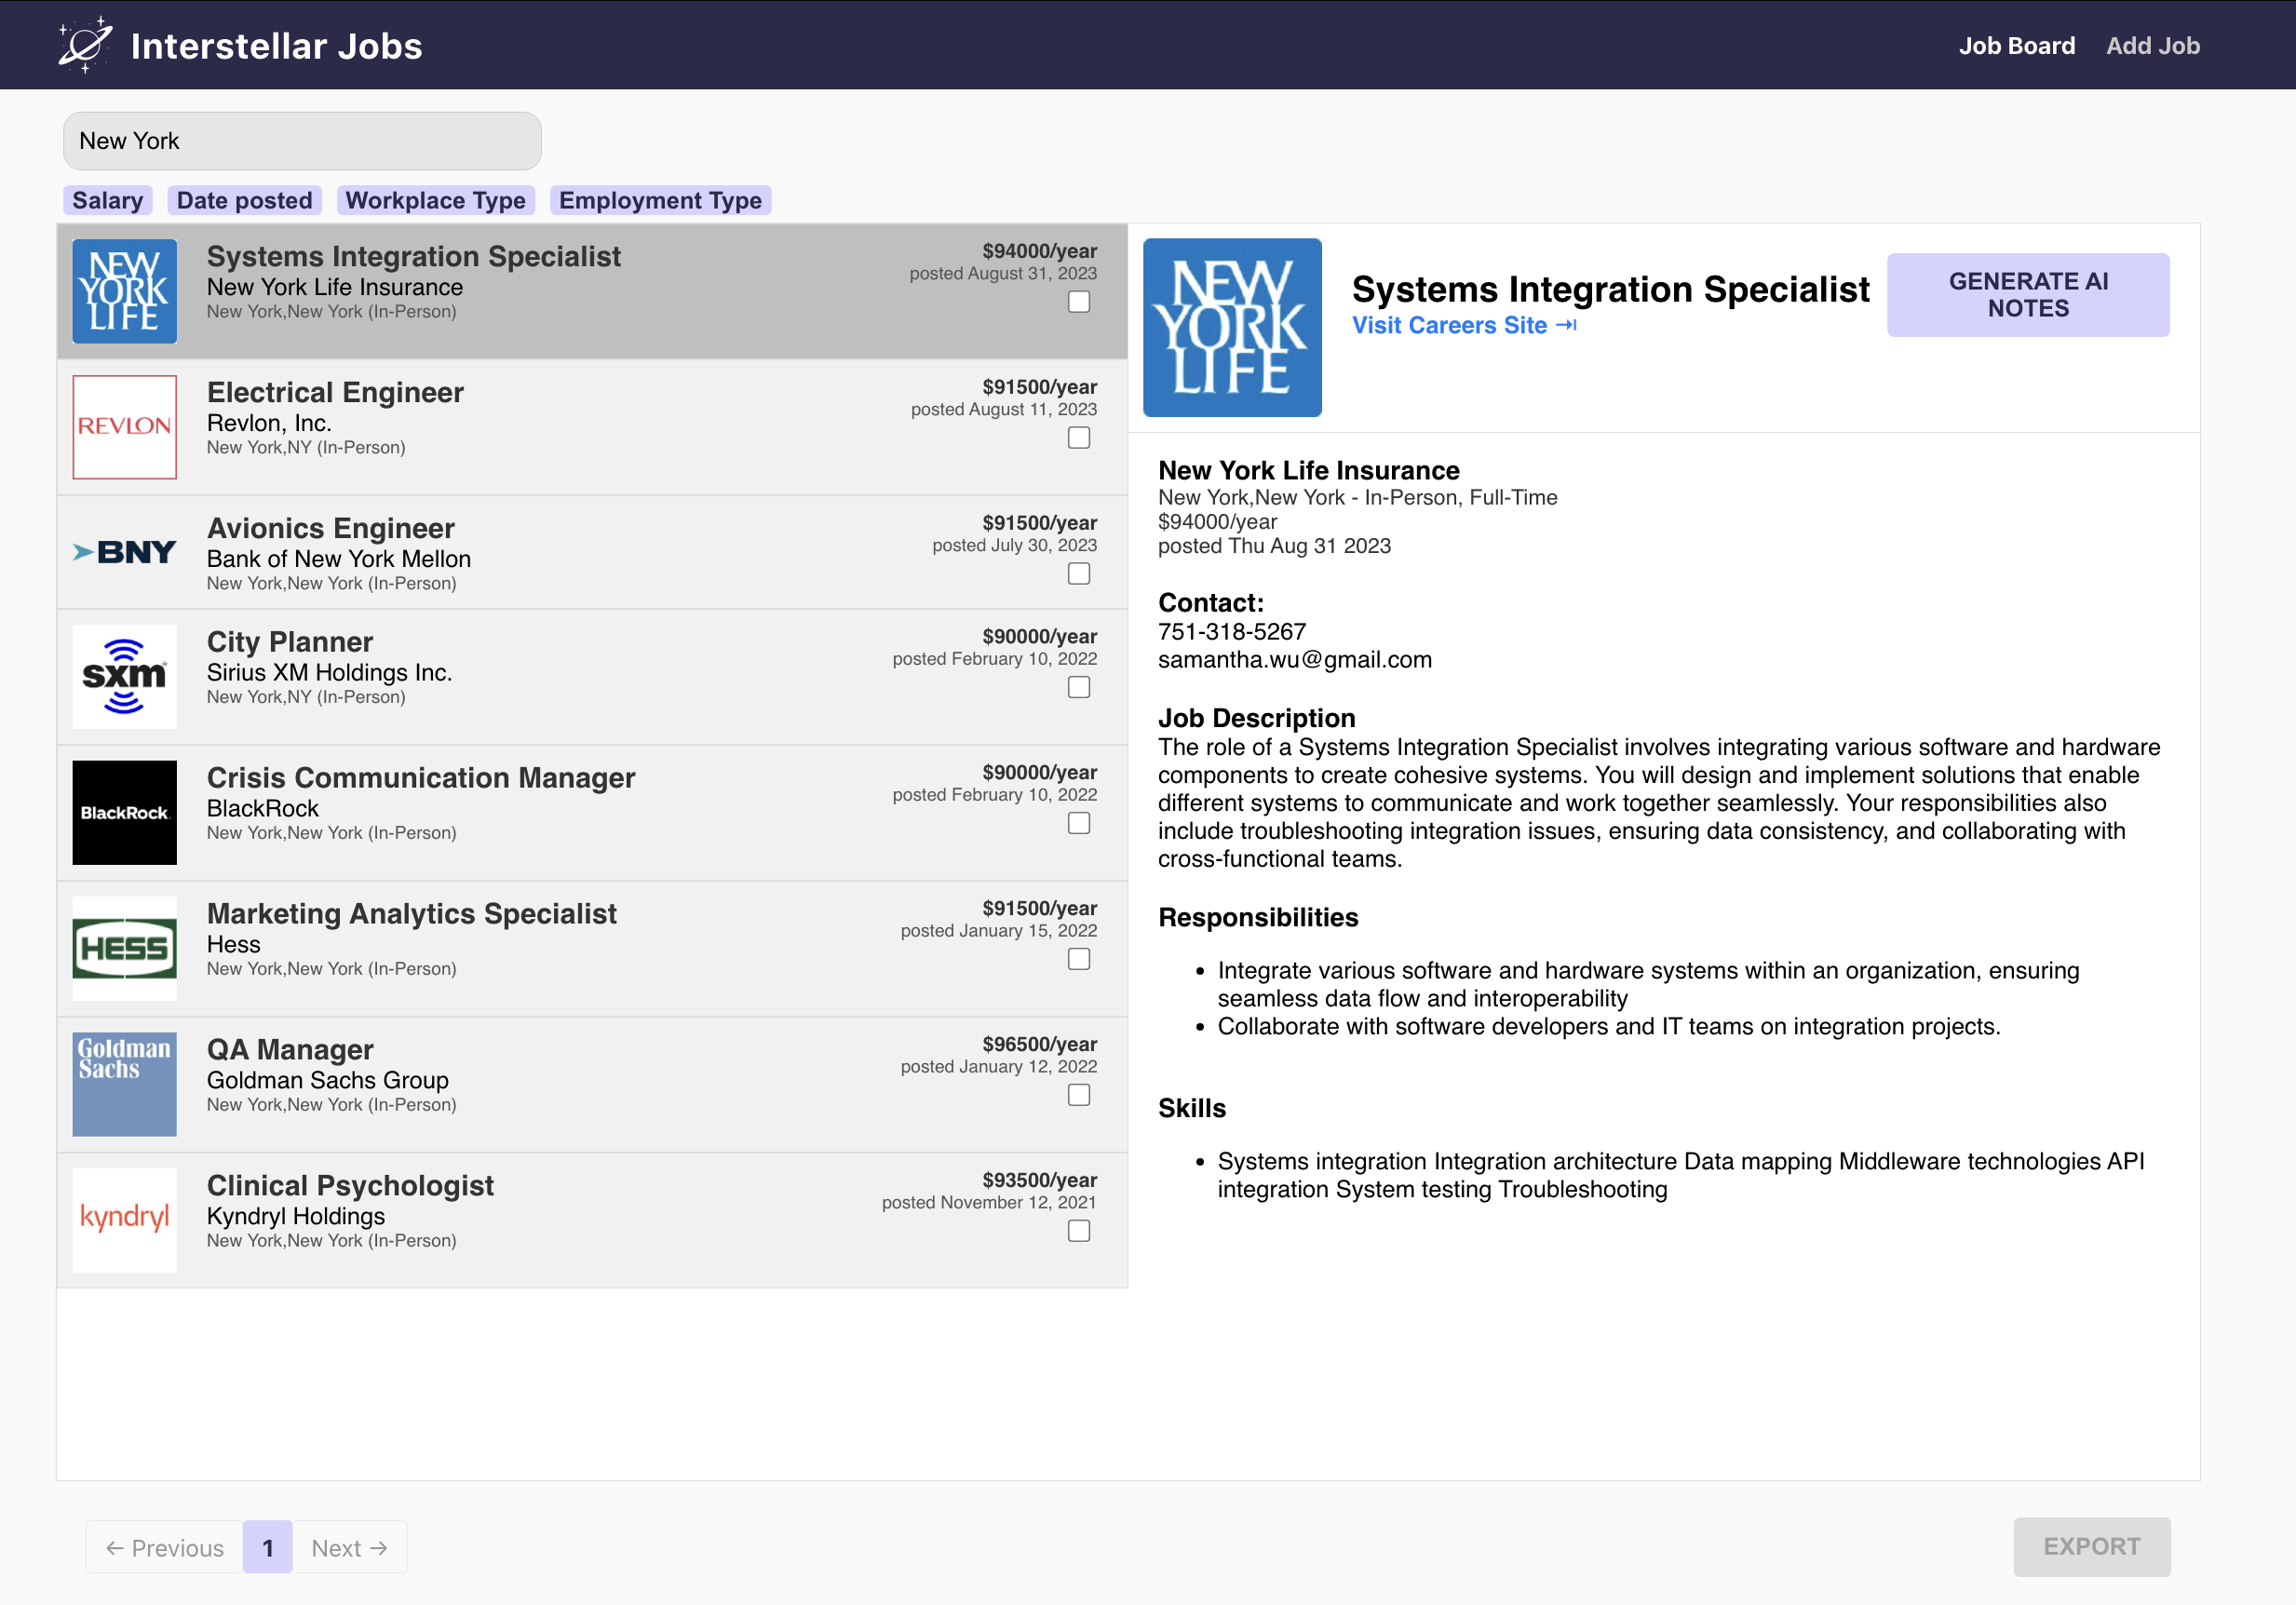 Interstellar Jobs
Job Board Add Job
New York
Salary Date posted Workplace Type Employment Type
NEW
YORK
LIFE
Systems Integration Specialist
New York Life Insurance
New York,New York (In-Person)
$94000/year
posted August 31, 2023
REVLON
Electrical Engineer
Revlon, Inc.
New York,NY (In-Person)
$91500/year
posted August 11, 2023
BNY
Avionics Engineer
Bank of New York Mellon
New York,New York (In-Person)
$91500/year
posted July 30, 2023
sxm
City Planner
Sirius XM Holdings Inc.
New York,NY (In-Person)
$90000/year
posted February 10, 2022
BlackRock.
Crisis Communication Manager
BlackRock
New York,New York (In-Person)
$90000/year
posted February 10, 2022
HESS
Marketing Analytics Specialist
Hess
New York,New York (In-Person)
$91500/year
posted January 15, 2022
Goldman
Sachs
QA Manager
Goldman Sachs Group
New York,New York (In-Person)
$96500/year
posted January 12, 2022
kyndryl
Clinical Psychologist
Kyndryl Holdings
New York,New York (In-Person)
$93500/year
posted November 12, 2021
NEW
YORK
LIFE
Systems Integration Specialist
Visit Careers Site ⇥
GENERATE AI
NOTES
New York Life Insurance
New York,New York - In-Person, Full-Time
$94000/year
posted Thu Aug 31 2023
Contact:
751-318-5267
samantha.wu@gmail.com
Job Description
The role of a Systems Integration Specialist involves integrating various software and hardware
components to create cohesive systems. You will design and implement solutions that enable
different systems to communicate and work together seamlessly. Your responsibilities also
include troubleshooting integration issues, ensuring data consistency, and collaborating with
cross-functional teams.
Responsibilities
• Integrate various software and hardware systems within an organization, ensuring
seamless data flow and interoperability
• Collaborate with software developers and IT teams on integration projects.
Skills
• Systems integration Integration architecture Data mapping Middleware technologies API
integration System testing Troubleshooting
← Previous 1 Next →
EXPORT